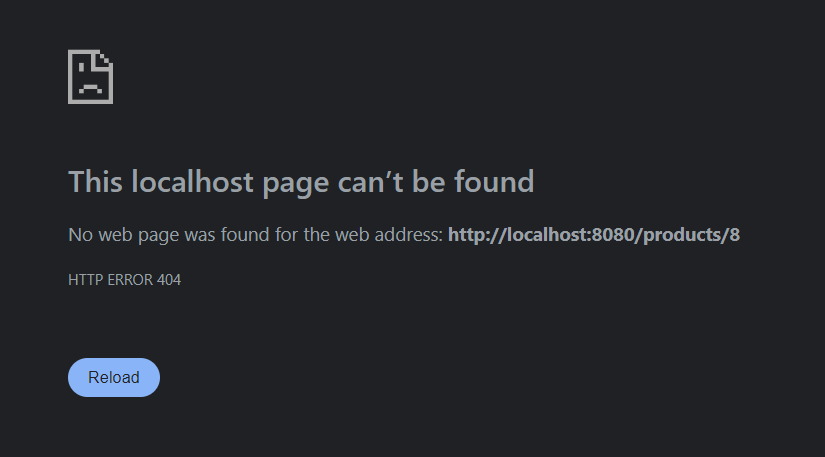 This localhost page can’t be found
No web page was found for the web address: http://localhost:8080/products/8
HTTP ERROR 404
Reload